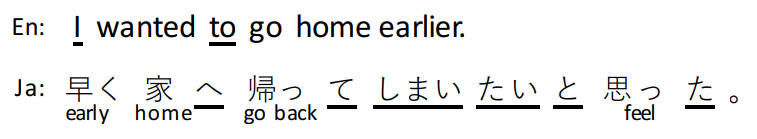 En: I wanted to go home earlier.
Ja: 早く 家 へ 帰っ て しまい たい と 思っ た 。
early home go back feel